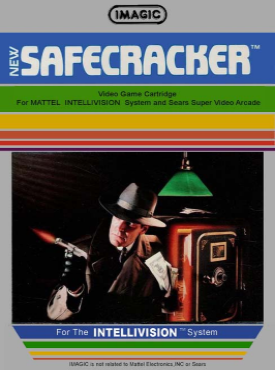 IMAGIC
NEW
SAFECRACKER™
Video Game Cartridge
For MATTEL INTELLIVISION System and Sears Super Video Arcade
For The INTELLIVISION™ System
IMAGIC is not related to Mattel Electronics, INC or Sears